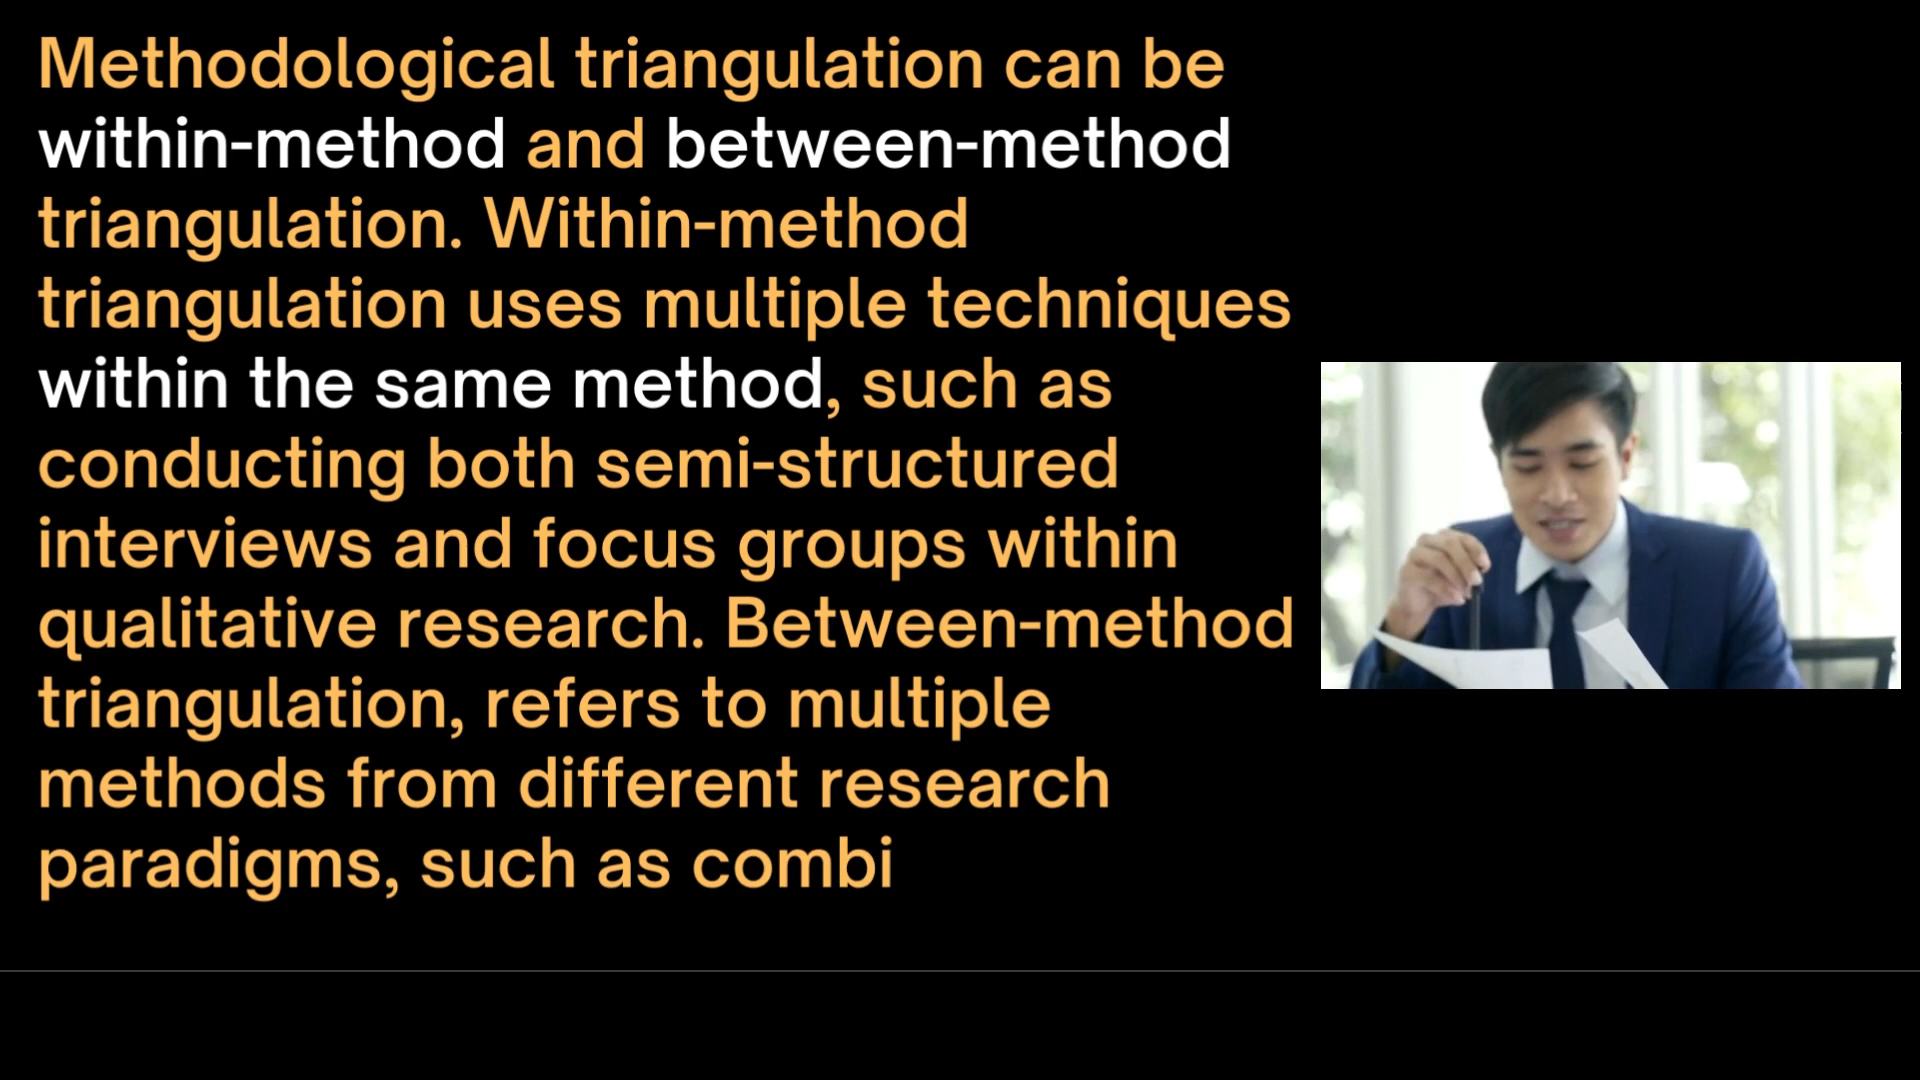 Methodological triangulation can be
within-method and between-method
triangulation. Within-method
triangulation uses multiple techniques
within the same method, such as
conducting both semi-structured
interviews and focus groups within
qualitative research. Between-method
triangulation, refers to multiple
methods from different research
paradigms, such as combi